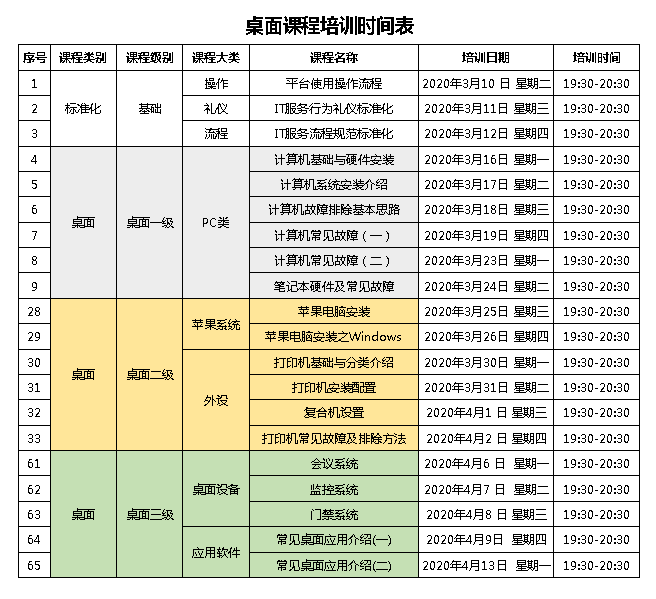 桌面课程培训时间表
序号 课程类别 课程级别 课程大类 课程名称 培训日期 培训时间
1 标准化 基础 操作 平台使用操作流程 2020年3月10 日 星期二 19:30-20:30
2 礼仪 IT服务行为礼仪标准化 2020年3月11日 星期三 19:30-20:30
3 流程 IT服务流程规范标准化 2020年3月12日 星期四 19:30-20:30
4 桌面 桌面一级 PC类 计算机基础与硬件安装 2020年3月16日 星期一 19:30-20:30
5 计算机系统安装介绍 2020年3月17日 星期二 19:30-20:30
6 计算机故障排除基本思路 2020年3月18日 星期三 19:30-20:30
7 计算机常见故障（一） 2020年3月19日 星期四 19:30-20:30
8 计算机常见故障（二） 2020年3月23日 星期一 19:30-20:30
9 笔记本硬件及常见故障 2020年3月24日 星期二 19:30-20:30
28 桌面 桌面二级 苹果系统 苹果电脑安装 2020年3月25日 星期三 19:30-20:30
29 苹果电脑安装之Windows 2020年3月26日 星期四 19:30-20:30
30 外设 打印机基础与分类介绍 2020年3月30日 星期一 19:30-20:30
31 打印机安装配置 2020年3月31日 星期二 19:30-20:30
32 复合机设置 2020年4月1 日 星期三 19:30-20:30
33 打印机常见故障及排除方法 2020年4月2 日 星期四 19:30-20:30
61 桌面 桌面三级 桌面设备 会议系统 2020年4月6 日 星期一 19:30-20:30
62 监控系统 2020年4月7 日 星期二 19:30-20:30
63 门禁系统 2020年4月8 日 星期三 19:30-20:30
64 应用软件 常见桌面应用介绍(一) 2020年4月9日 星期四 19:30-20:30
65 常见桌面应用介绍(二) 2020年4月13日 星期一 19:30-20:30